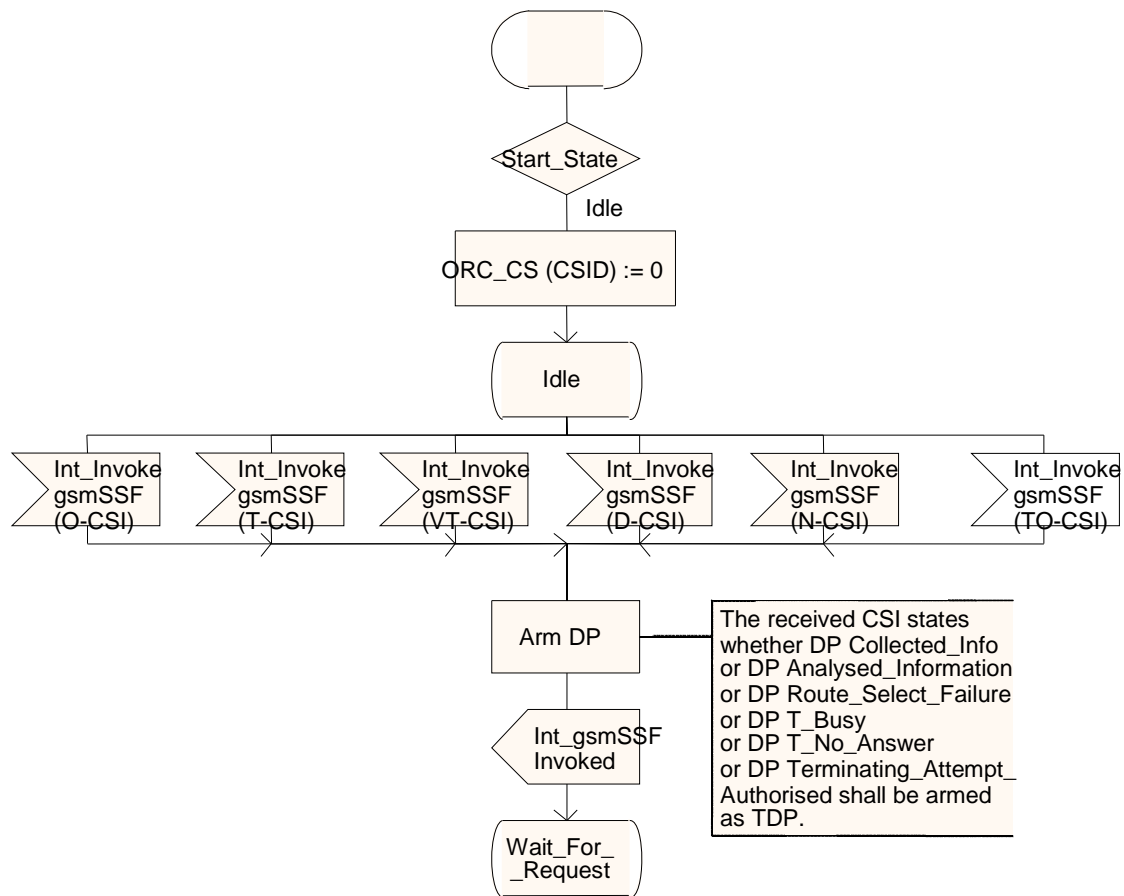 Start_State
Idle
ORC_CS (CSID) := 0
Idle
Int_Invoke
gsmSSF
(O-CSI)
Int_Invoke
gsmSSF
(T-CSI)
Int_Invoke
gsmSSF
(VT-CSI)
Int_Invoke
gsmSSF
(D-CSI)
Int_Invoke
gsmSSF
(N-CSI)
Int_Invoke
gsmSSF
(TO-CSI)
Arm DP
The received CSI states
whether DP Collected_Info
or DP Analysed_Information
or DP Route_Select_Failure
or DP T_Busy
or DP T_No_Answer
or DP Terminating_Attempt_
Authorised shall be armed
as TDP.
Int_gsmSSF
Invoked
Wait_For_
_Request